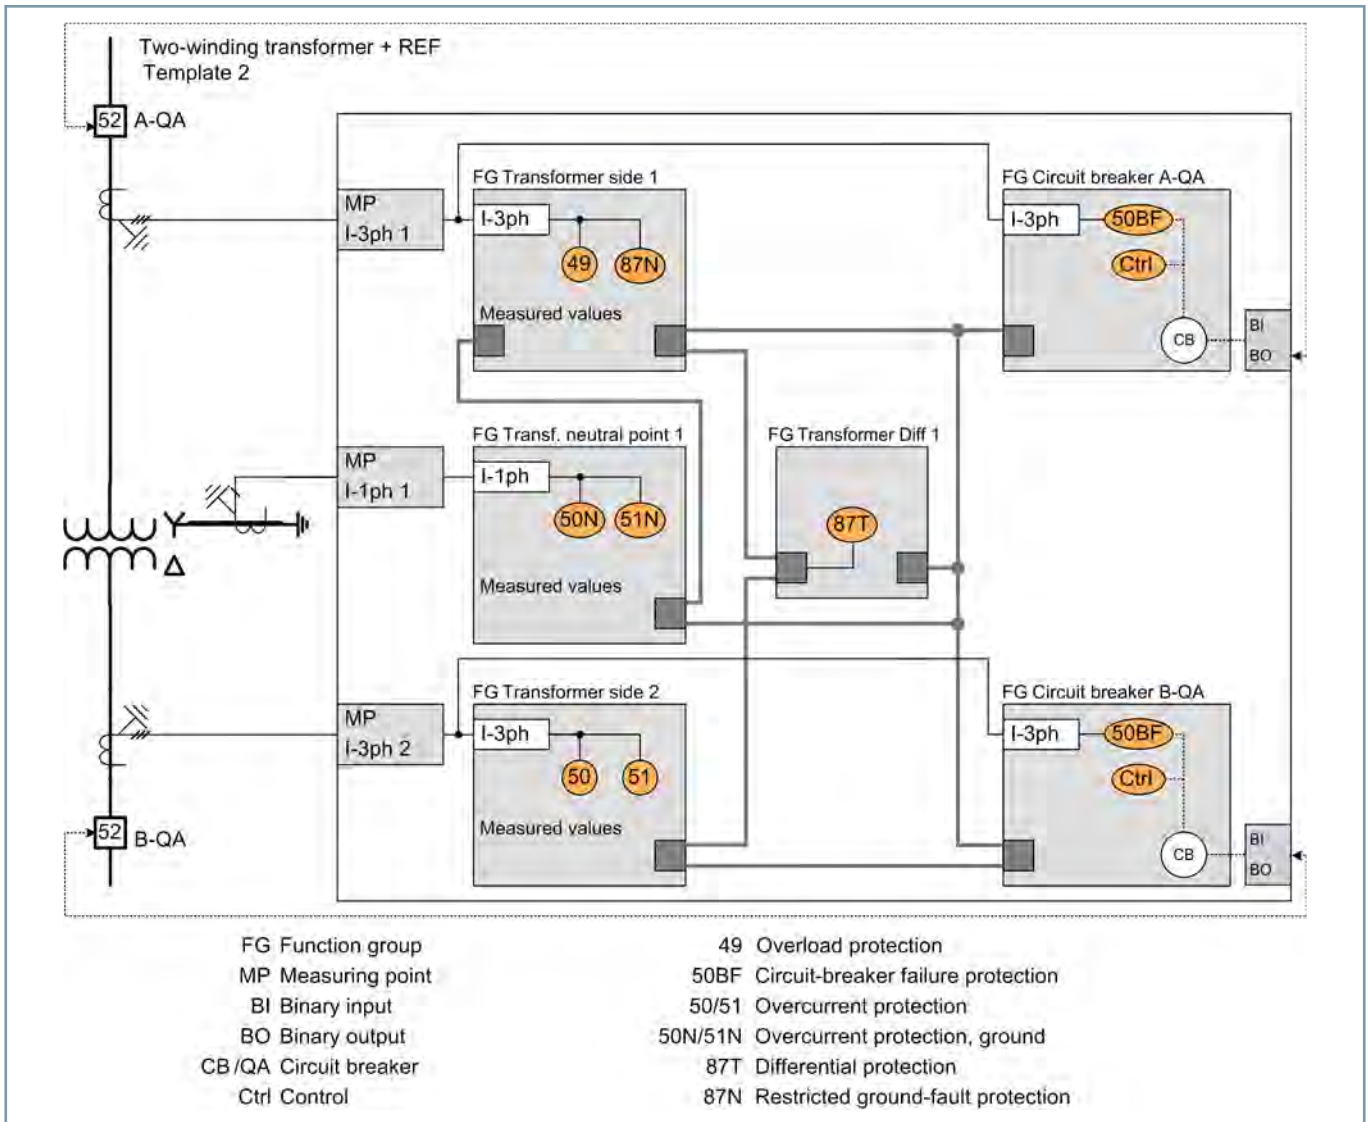 Two-winding transformer + REF
Template 2
52 A-QA
FG Transformer side 1
FG Circuit breaker A-QA
MP
I-3ph 1
I-3ph
49
87N
Measured values
I-3ph
50BF
Ctrl
CB
BI
BO
FG Transf. neutral point 1
FG Transformer Diff 1
MP
I-1ph 1
I-1ph
50N
51N
Measured values
87T
Y
Δ
FG Transformer side 2
FG Circuit breaker B-QA
MP
I-3ph 2
I-3ph
50
51
Measured values
I-3ph
50BF
Ctrl
CB
BI
BO
52 B-QA
FG Function group
MP Measuring point
BI Binary input
BO Binary output
CB/QA Circuit breaker
Ctrl Control
49 Overload protection
50BF Circuit-breaker failure protection
50/51 Overcurrent protection
50N/51N Overcurrent protection, ground
87T Differential protection
87N Restricted ground-fault protection